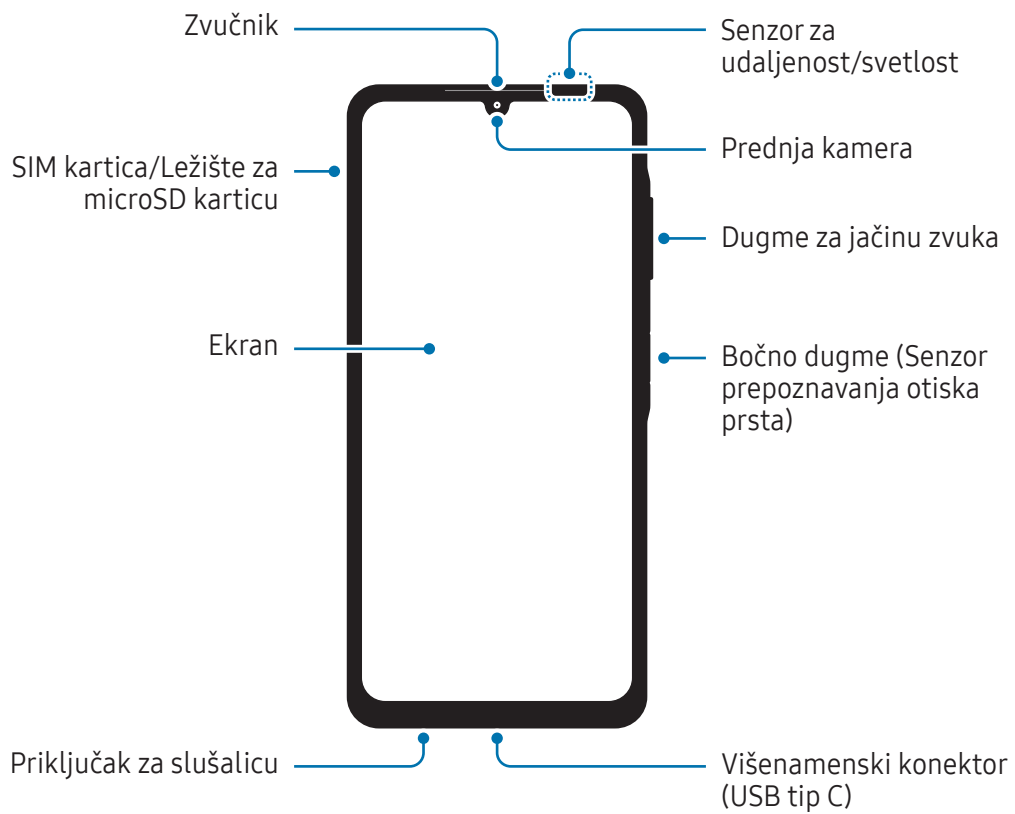 Zvučnik
Senzor za
udaljenost/svetlost
Prednja kamera
SIM kartica/Ležište za
microSD karticu
Dugme za jačinu zvuka
Ekran
Bočno dugme (Senzor
prepoznavanja otiska
prsta)
Priključak za slušalicu
Višenamenski konektor
(USB tip C)